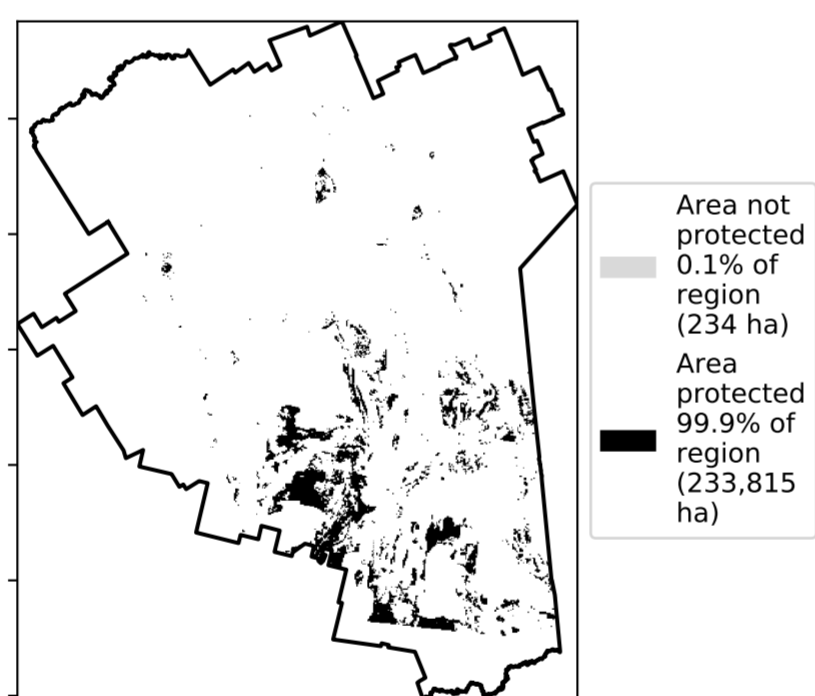 Area not
protected
0.1% of
region
(234 ha)
Area
protected
99.9% of
region
(233,815
ha)